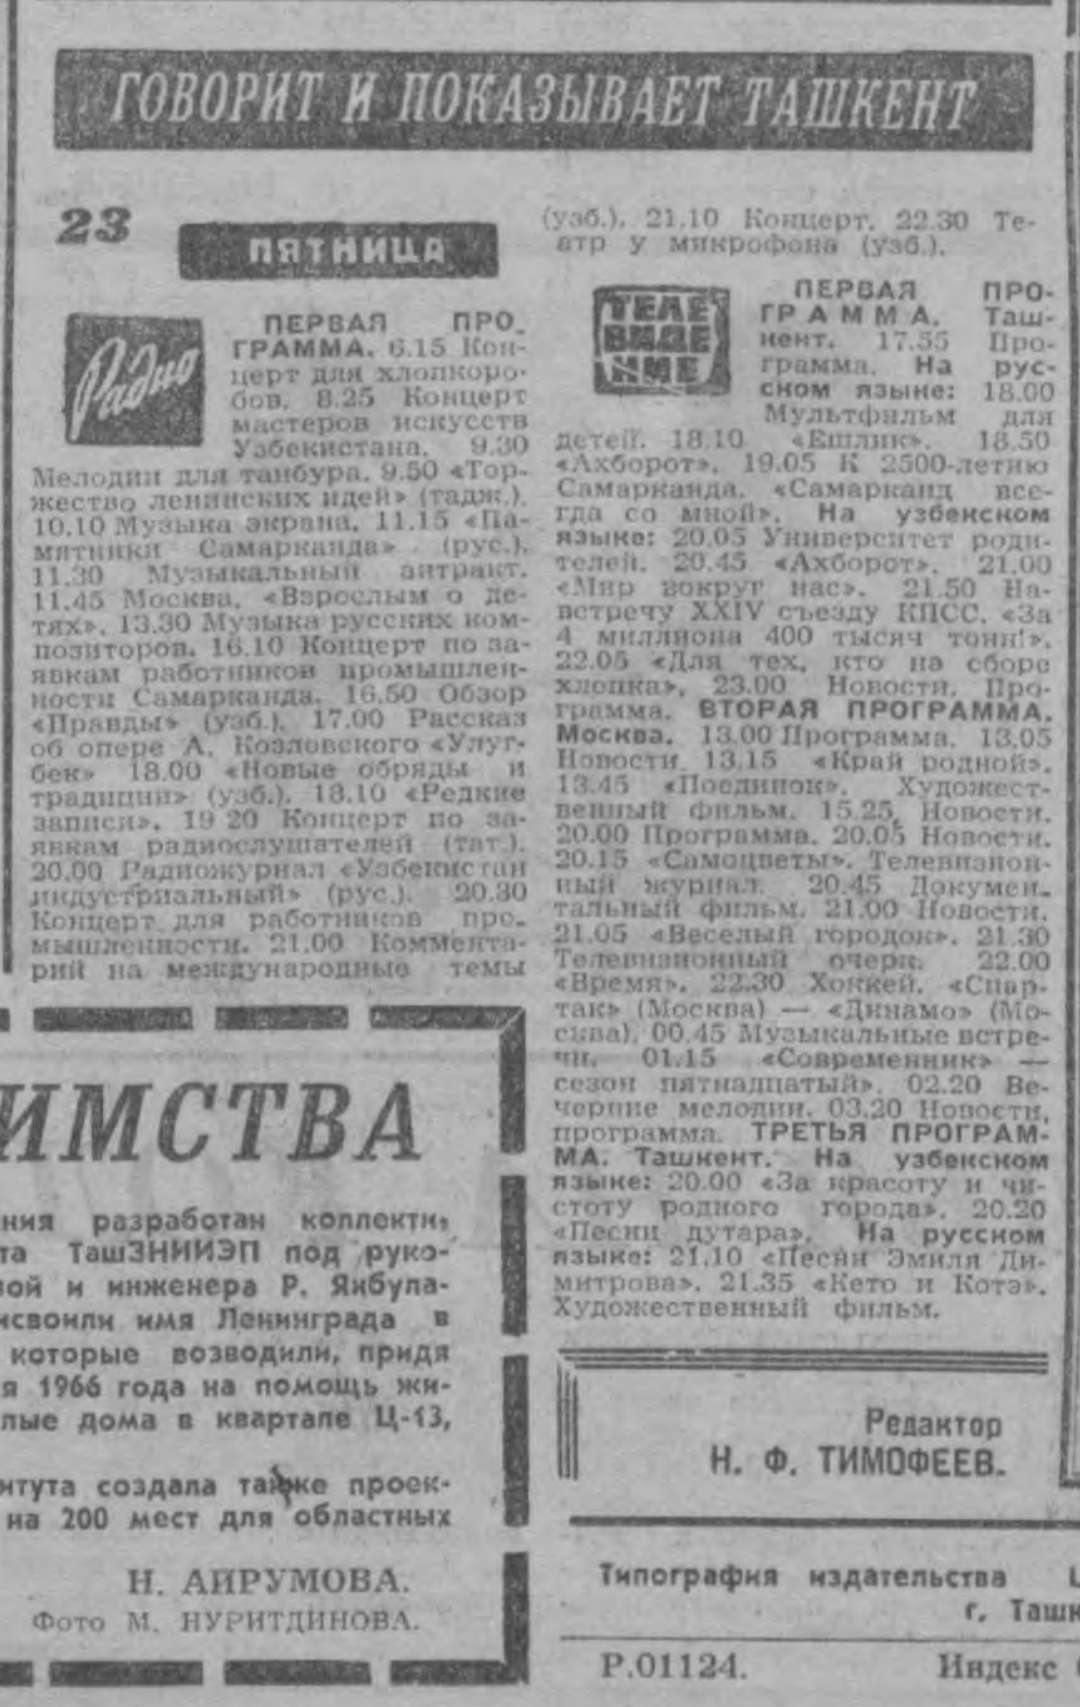 ГОВОРИТ И ПОКАЗЫВАЕТ ТАШКЕНТ
23
ПЯТНИЦА
Радио
ПЕРВАЯ ПРО-
ГРАММА. 6.15 Кон-
церт для хлопкоро-
бов. 8.25 Концерт
мастеров искусств
Узбекистана. 9.30
Мелодии для танбура. 9.50 «Тор-
жество ленинских идей» (тадж.).
10.10 Музыка экрана. 11.15 «Па-
мятники Самарканда» (рус.).
11.30 Музыкальный антракт.
11.45 Москва. «Взрослым о де-
тях». 13.30 Музыка русских ком-
позиторов. 16.10 Концерт по за-
явкам работников промышлен-
ности Самарканда. 16.50 Обзор
«Правды» (узб.). 17.00 Рассказ
об опере А. Козловского «Улуг-
бек» 18.00 «Новые обряды и
традиции» (узб.). 18.10 «Редкие
записи». 19 20 Концерт по за-
явкам радиослушателей (тат.).
20.00 Радиожурнал «Узбекистан
индустриальный» (рус.). 20.30
Концерт для работников про-
мышленности. 21.00 Коммента-
рий на международные темы
(узб.). 21.10 Концерт. 22.30 Те-
атр у микрофона (узб.).
ТЕЛЕ
ВИДЕ
НИЕ
ПЕРВАЯ ПРО-
ГРАММА. Таш-
кент. 17.55 Про-
грамма. На рус-
ском языке: 18.00
Мультфильм для
детей. 18.10 «Ешлик». 18.50
«Ахборот». 19.05 К 2500-летию
Самарканда. «Самарканд все-
гда со мной». На узбекском
языке: 20.05 Университет роди-
телей. 20.45 «Ахборот». 21.00
«Мир вокруг нас». 21.50 На-
встречу XXIV съезду КПСС. «За
4 миллиона 400 тысяч тонн!».
22.05 «Для тех, кто на сборе
хлопка». 23.00 Новости. Про-
грамма. ВТОРАЯ ПРОГРАММА.
Москва. 13.00 Программа. 13.05
Новости. 13.15 «Край родной».
13.45 «Поединок». Художест-
венный фильм. 15.25 Новости.
20.00 Программа. 20.05 Новости.
20.15 «Самоцветы». Телевизион-
ный журнал. 20.45 Докумен-
тальный фильм. 21.00 Новости.
21.05 «Веселый городок». 21.30
Телевизионный очерк. 22.00
«Время». 22.30 Хоккей. «Спар-
так» (Москва) — «Динамо» (Мо-
сква). 00.45 Музыкальные встре-
чи. 01.15 «Современник» —
сезон пятнадцатый». 02.20 Ве-
черние мелодии. 03.20 Новости,
программа. ТРЕТЬЯ ПРОГРАМ-
МА. Ташкент. На узбекском
языке: 20.00 «За красоту и чи-
стоту родного города». 20.20
«Песни дутара». На русском
языке: 21.10 «Песни Эмиля Ди-
митрова». 21.35 «Кето и Котэ».
Художественный фильм.
ИМСТВА
ния разработан коллекти-
та ТашЗНИИЭП под руко-
вой и инженера Р. Якбула-
исвоили имя Ленинграда в
которые возводили, придя
я 1966 года на помощь жи-
лые дома в квартале Ц-13,
итута создала также проек-
на 200 мест для областных
Н. АИРУМОВА.
Фото М. НУРИТДИНОВА.
Редактор
Н. Ф. ТИМОФЕЕВ.
Типография издательства
г. Ташк
Р.01124.
Индекс